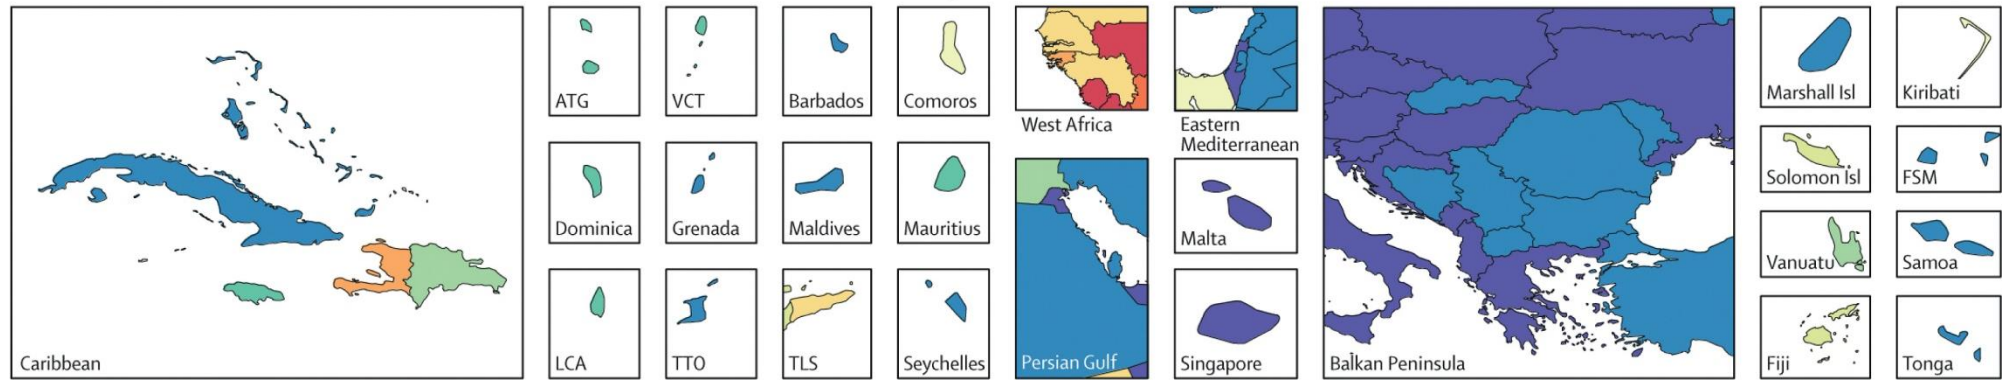 Caribbean
ATG
VCT
Barbados
Comoros
Dominica
Grenada
Maldives
Mauritius
LCA
TTO
TLS
Seychelles
West Africa
Eastern
Mediterranean
Persian Gulf
Malta
Singapore
Balkan Peninsula
Marshall Isl
Kiribati
Solomon Isl
FSM
Vanuatu
Samoa
Fiji
Tonga